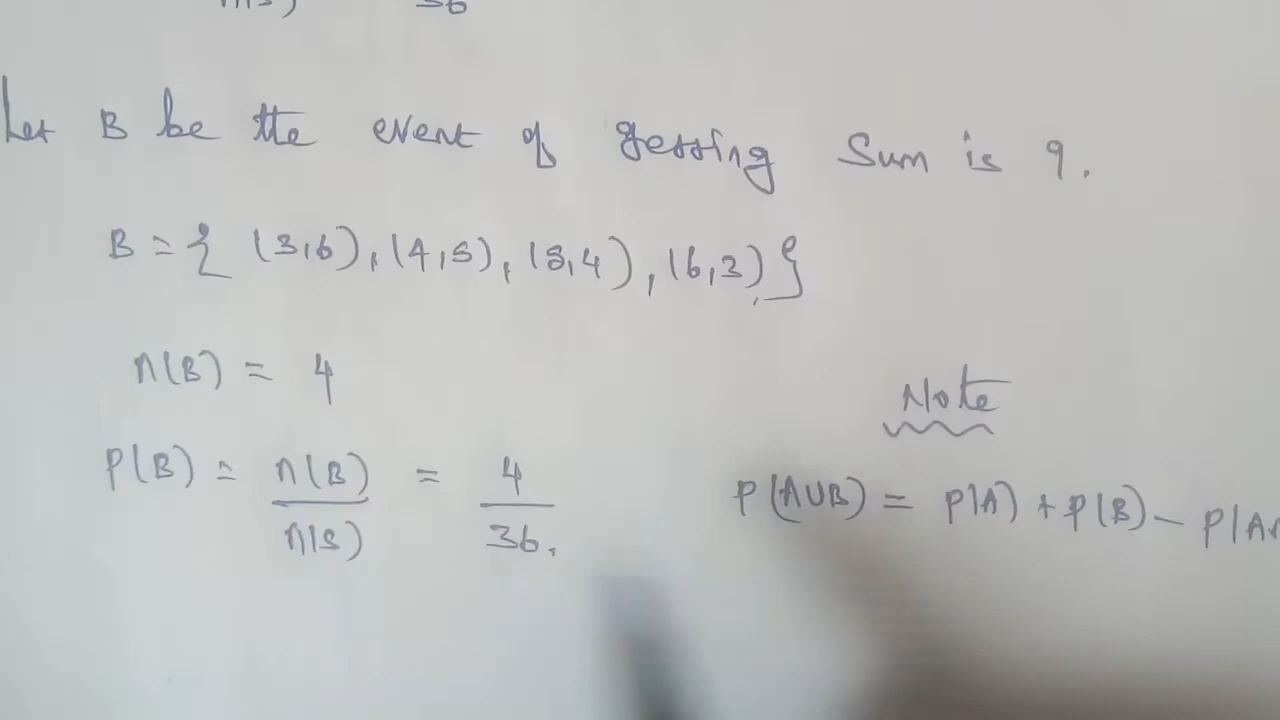 36
Let B be the event of getting Sum is 9.
B = { (3,6), (4,5), (5,4), (6,3) }
n(B) = 4
Note
P(B) = n(B)/n(S) = 4/36.
P(A∪B) = P(A) + P(B) - P(A∩